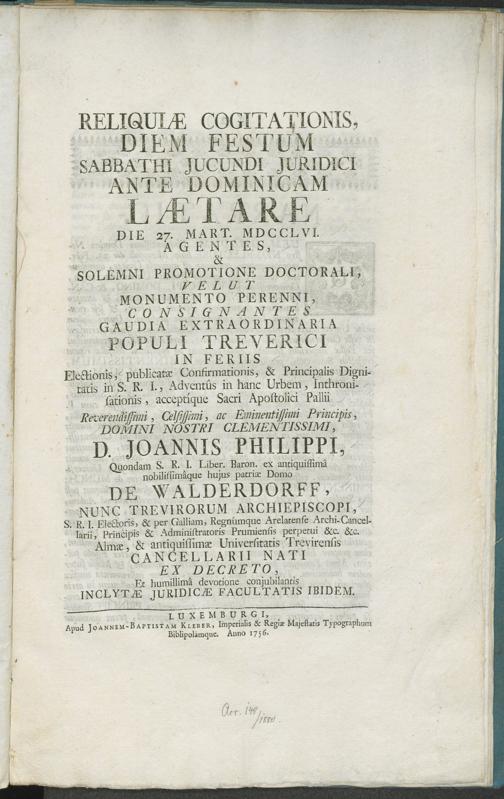 RELIQUIÆ COGITATIONIS,
DIEM FESTUM
SABBATHI JUCUNDI JURIDICI
ANTE DOMINICAM
LÆTARE
DIE 27. MART. MDCCLVI.
AGENTES,
&
SOLEMNI PROMOTIONE DOCTORALI,
VELUT
MONUMENTO PERENNI,
CONSIGNANTES
GAUDIA EXTRAORDINARIA
POPULI TREVERICI
IN FERIIS
Electionis, publicatæ Confirmationis, & Principalis Digni-
tatis in S. R. I., Adventûs in hanc Urbem, Inthroni-
sationis, acceptique Sacri Apostolici Pallii
Reverendissimi, Celsissimi, ac Eminentissimi Principis,
DOMINI NOSTRI CLEMENTISSIMI,
D. JOANNIS PHILIPPI,
Quondam S. R. I. Liber. Baron. ex antiquissimâ
nobilissimâque hujus patriæ Domo
DE WALDERDORFF,
NUNC TREVIRORUM ARCHIEPISCOPI,
S. R. I. Electoris, & per Galliam, Regnumque Arelatense Archi-Cancel-
larii, Principis & Administratoris Prumiensis perpetui &c. &c.
Almæ, & antiquissimæ Universitatis Trevirensis
CANCELLARII NATI
EX DECRETO,
Et humillimâ devotione conjubilantis
INCLYTÆ JURIDICÆ FACULTATIS IBIDEM.
LUXEMBURGI,
Apud JOANNEM-BAPTISTAM KLEBER, Imperialis & Regiæ Majestatis Typographum
Bibliopolamque. Anno 1756.